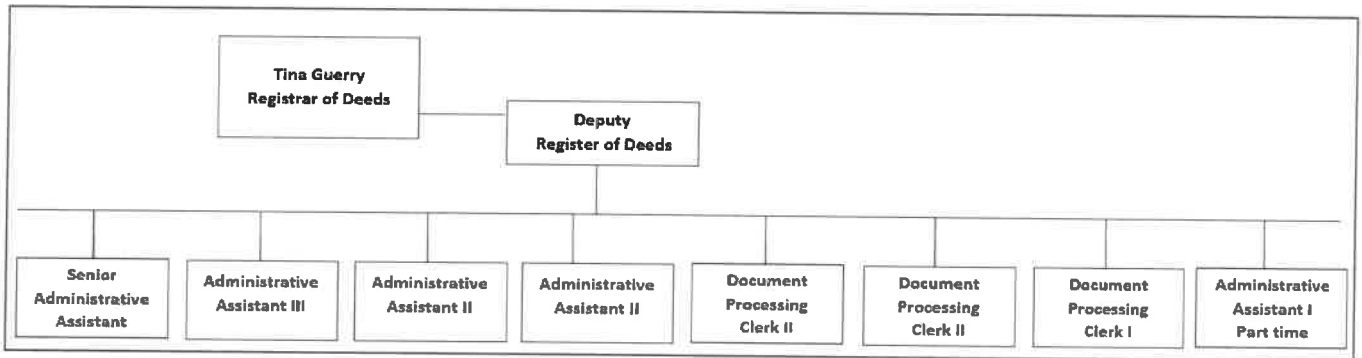 Tina Guerry
Registrar of Deeds
Deputy
Register of Deeds
Senior
Administrative
Assistant
Administrative
Assistant III
Administrative
Assistant II
Administrative
Assistant II
Document
Processing
Clerk II
Document
Processing
Clerk II
Document
Processing
Clerk I
Administrative
Assistant I
Part time